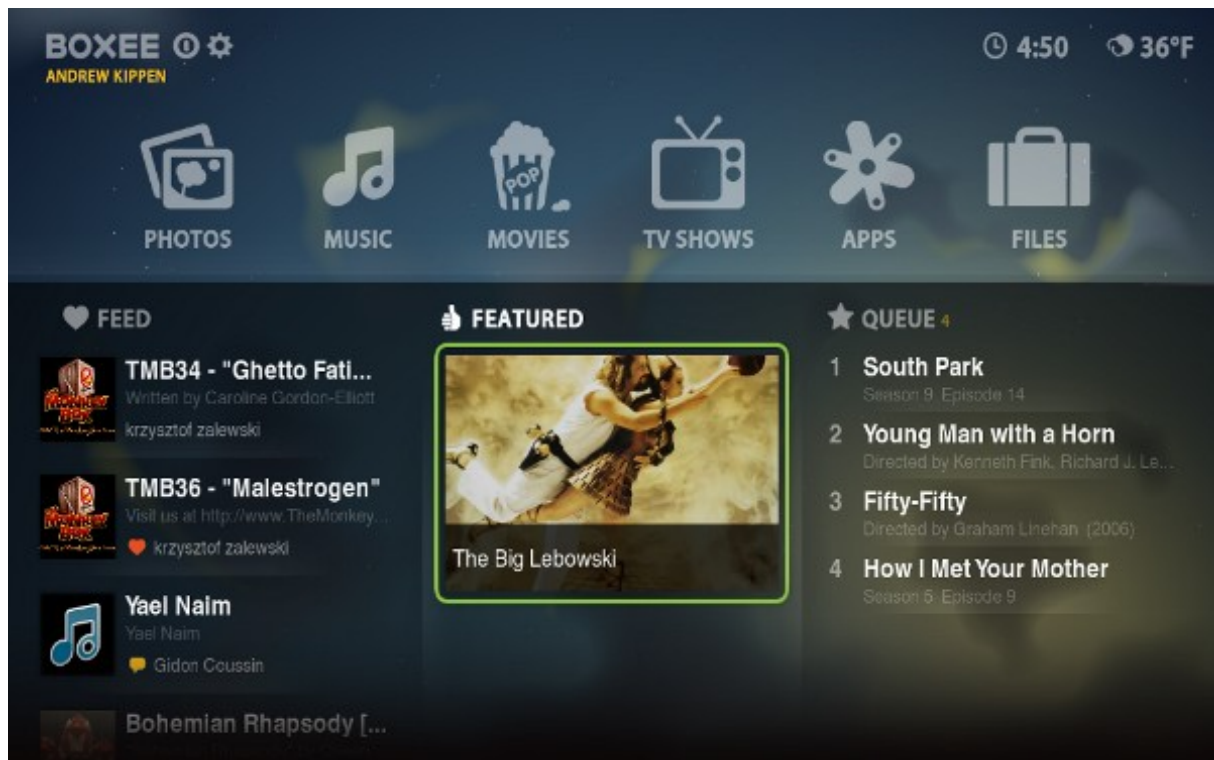 BOXEE
ANDREW KIPPEN
4:50
36°F
POP
PHOTOS
MUSIC
MOVIES
TV SHOWS
APPS
FILES
FEED
TMB34 - "Ghetto Fati...
Written by Caroline Gordon-Elliott
krzysztof zalewski
TMB36 - "Malestrogen"
Visit us at http://www.TheMonkey...
krzysztof zalewski
Yael Naim
Yael Naim
Gidon Coussin
Bohemian Rhapsody [...
FEATURED
The Big Lebowski
QUEUE 4
1 South Park
Season 9 Episode 14
2 Young Man with a Horn
Directed by Kenneth Fink, Richard J. Le...
3 Fifty-Fifty
Directed by Graham Linehan (2006)
4 How I Met Your Mother
Season 5 Episode 9